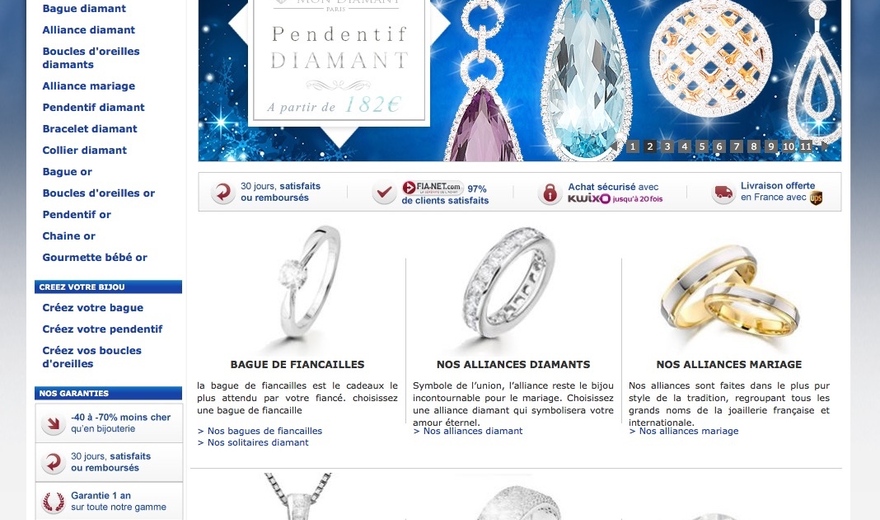 Bague diamant
Alliance diamant
Boucles d'oreilles
diamants
Alliance mariage
Pendentif diamant
Bracelet diamant
Collier diamant
Bague or
Boucles d'oreilles or
Pendentif or
Chaine or
Gourmette bébé or
CREEZ VOTRE BIJOU
Créez votre bague
Créez votre pendentif
Créez vos boucles
d'oreilles
NOS GARANTIES
-40 à -70% moins cher
qu'en bijouterie
30 jours, satisfaits
ou remboursés
Garantie 1 an
sur toute notre gamme
MON DIAMANT
PARIS
Pendentif
DIAMANT
A partir de 182€
1 2 3 4 5 6 7 8 9 10 11
30 jours, satisfaits
ou remboursés
FIA-NET.com 97%
de clients satisfaits
Achat sécurisé avec
KWIXO jusqu'à 20 fois
Livraison offerte
en France avec ups
BAGUE DE FIANCAILLES
la bague de fiancailles est le cadeaux le
plus attendu par votre fiancé. choisissez
une bague de fiancaille
> Nos bagues de fiancailles
> Nos solitaires diamant
NOS ALLIANCES DIAMANTS
Symbole de l'union, l'alliance reste le bijou
incontournable pour le mariage. Choisissez
une alliance diamant qui symbolisera votre
amour éternel.
> Nos alliances diamant
NOS ALLIANCES MARIAGE
Nos alliances sont faites dans le plus pur
style de la tradition, regroupant tous les
grands noms de la joaillerie française et
internationale.
> Nos alliances mariage